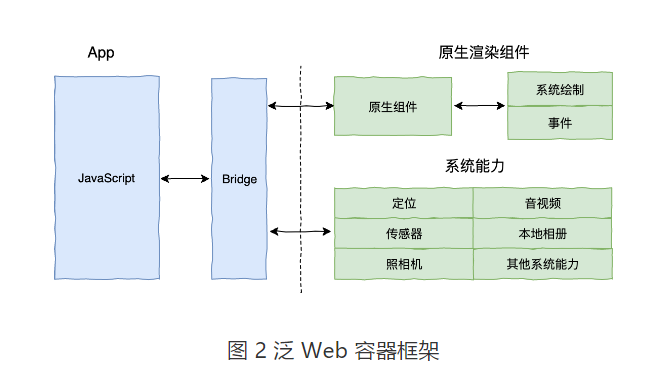 App
原生渲染组件
JavaScript
Bridge
原生组件
系统绘制
事件
系统能力
定位
音视频
传感器
本地相册
照相机
其他系统能力
图 2 泛 Web 容器框架